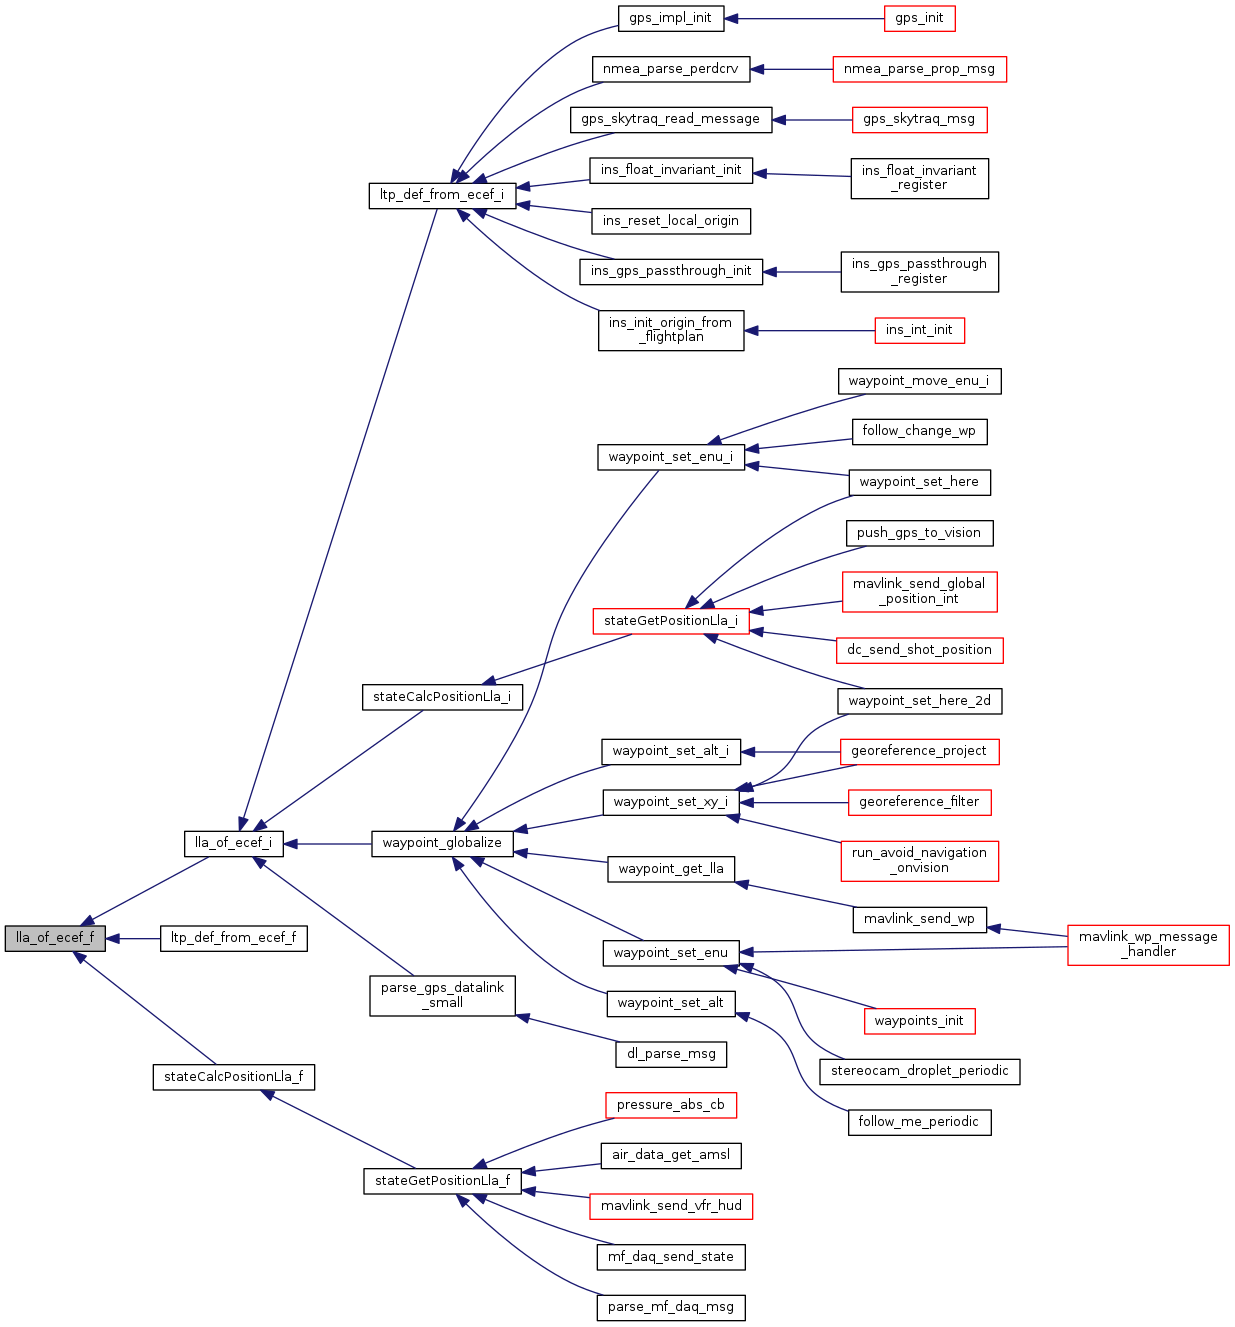 gps_impl_init
gps_init
nmea_parse_perdcrv
nmea_parse_prop_msg
gps_skytraq_read_message
gps_skytraq_msg
ins_float_invariant_init
ins_float_invariant
_register
ltp_def_from_ecef_i
ins_reset_local_origin
ins_gps_passthrough_init
ins_gps_passthrough
_register
ins_init_origin_from
_flightplan
ins_int_init
waypoint_move_enu_i
follow_change_wp
waypoint_set_enu_i
waypoint_set_here
push_gps_to_vision
mavlink_send_global
_position_int
stateGetPositionLla_i
dc_send_shot_position
stateCalcPositionLla_i
waypoint_set_here_2d
waypoint_set_alt_i
georeference_project
waypoint_set_xy_i
georeference_filter
lla_of_ecef_i
waypoint_globalize
run_avoid_navigation
_onvision
waypoint_get_lla
mavlink_send_wp
lla_of_ecef_f
ltp_def_from_ecef_f
mavlink_wp_message
_handler
waypoint_set_enu
parse_gps_datalink
_small
waypoint_set_alt
waypoints_init
dl_parse_msg
stereocam_droplet_periodic
stateCalcPositionLla_f
pressure_abs_cb
follow_me_periodic
air_data_get_amsl
stateGetPositionLla_f
mavlink_send_vfr_hud
mf_daq_send_state
parse_mf_daq_msg